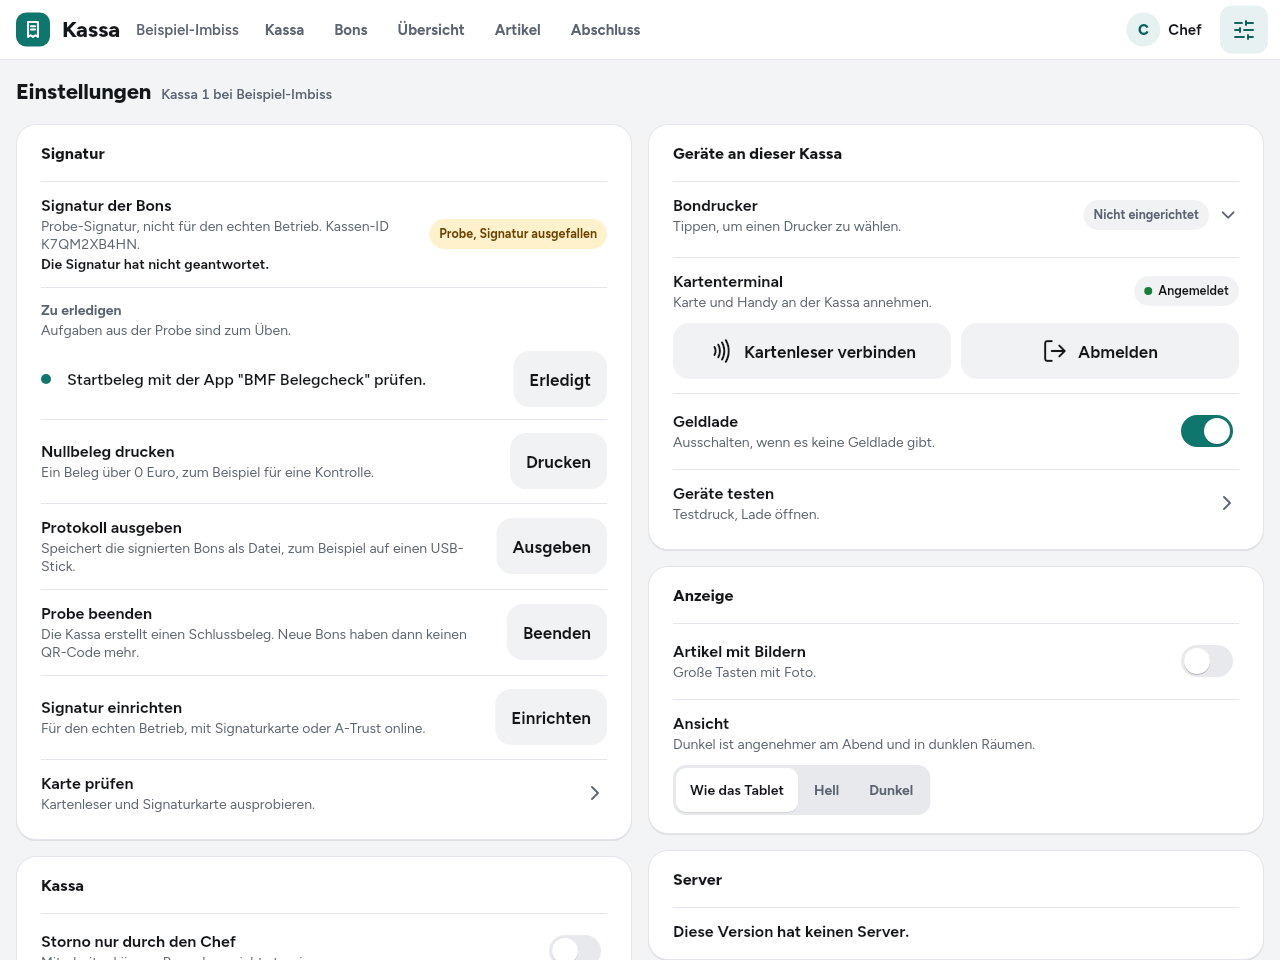 Kassa
Beispiel-Imbiss
Kassa
Bons
Übersicht
Artikel
Abschluss
C
Chef
Einstellungen
Kassa 1 bei Beispiel-Imbiss
Signatur
Signatur der Bons
Probe-Signatur, nicht für den echten Betrieb. Kassen-ID
K7QM2XB4HN.
Die Signatur hat nicht geantwortet.
Probe, Signatur ausgefallen
Zu erledigen
Aufgaben aus der Probe sind zum Üben.
Startbeleg mit der App "BMF Belegcheck" prüfen.
Erledigt
Nullbeleg drucken
Ein Beleg über 0 Euro, zum Beispiel für eine Kontrolle.
Drucken
Protokoll ausgeben
Speichert die signierten Bons als Datei, zum Beispiel auf einen USB-
Stick.
Ausgeben
Probe beenden
Die Kassa erstellt einen Schlussbeleg. Neue Bons haben dann keinen
QR-Code mehr.
Beenden
Signatur einrichten
Für den echten Betrieb, mit Signaturkarte oder A-Trust online.
Einrichten
Karte prüfen
Kartenleser und Signaturkarte ausprobieren.
Kassa
Storno nur durch den Chef
Geräte an dieser Kassa
Bondrucker
Tippen, um einen Drucker zu wählen.
Nicht eingerichtet
Kartenterminal
Karte und Handy an der Kassa annehmen.
Angemeldet
Kartenleser verbinden
Abmelden
Geldlade
Ausschalten, wenn es keine Geldlade gibt.
Geräte testen
Testdruck, Lade öffnen.
Anzeige
Artikel mit Bildern
Große Tasten mit Foto.
Ansicht
Dunkel ist angenehmer am Abend und in dunklen Räumen.
Wie das Tablet
Hell
Dunkel
Server
Diese Version hat keinen Server.